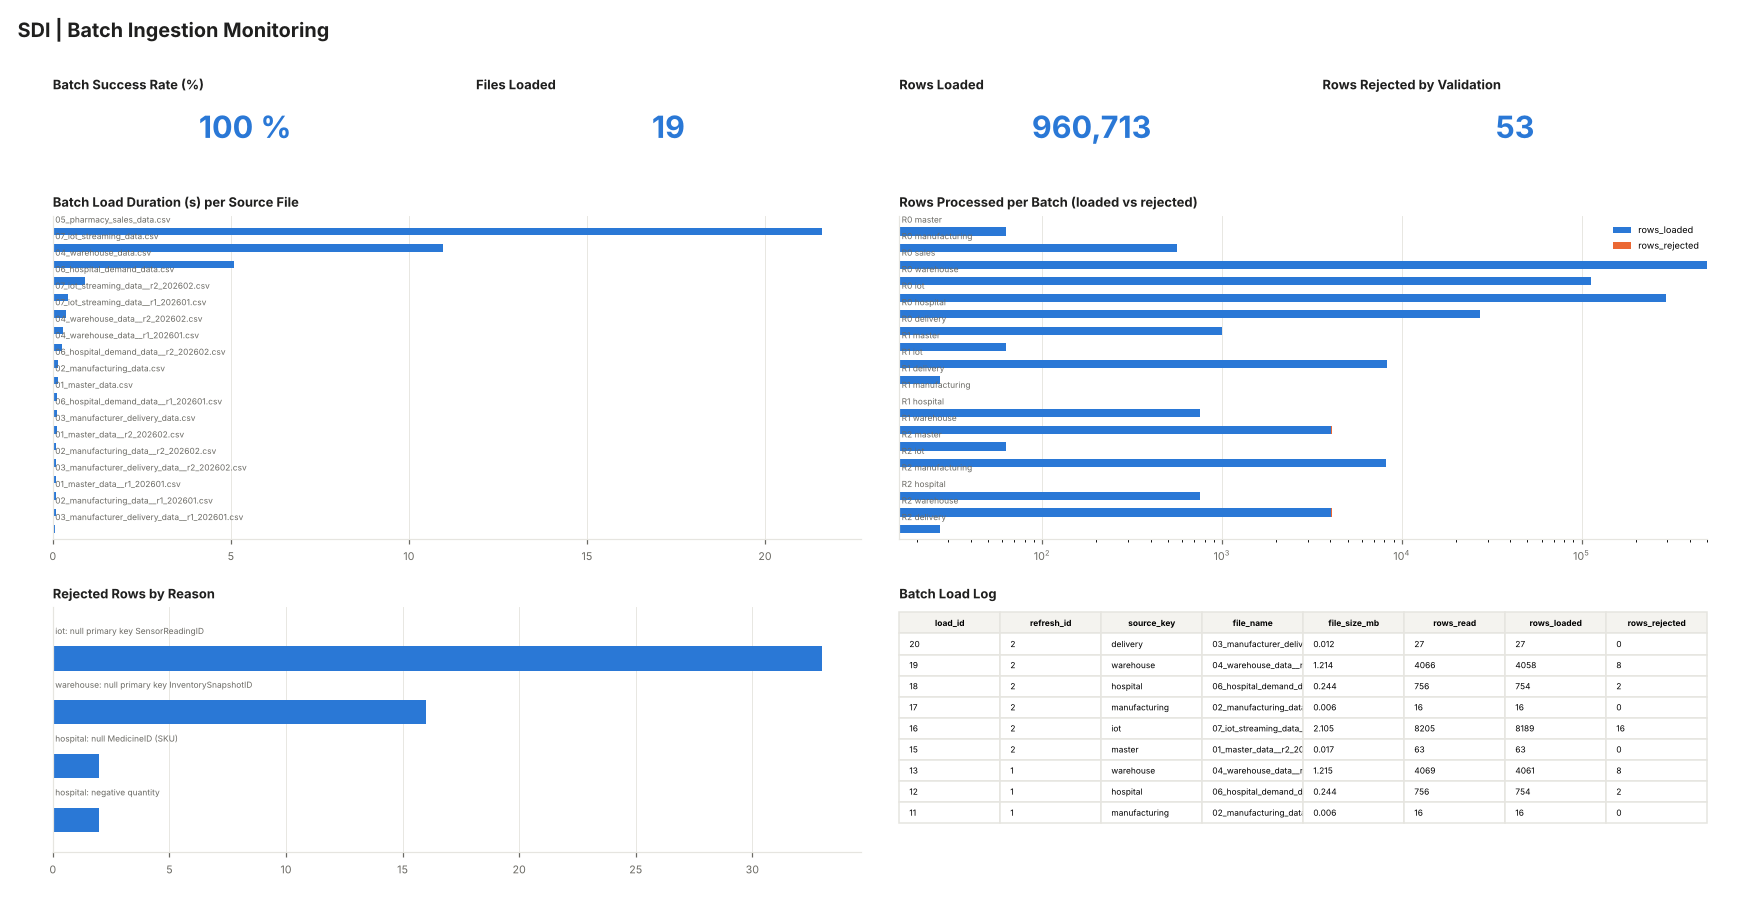 SDI | Batch Ingestion Monitoring
Batch Success Rate (%)
100 %
Files Loaded
19
Rows Loaded
960,713
Rows Rejected by Validation
53
Batch Load Duration (s) per Source File
05_pharmacy_sales_data.csv
07_iot_streaming_data.csv
04_warehouse_data.csv
06_hospital_demand_data.csv
07_iot_streaming_data__r2_202602.csv
07_iot_streaming_data__r1_202601.csv
04_warehouse_data__r2_202602.csv
04_warehouse_data__r1_202601.csv
06_hospital_demand_data__r2_202602.csv
02_manufacturing_data.csv
01_master_data.csv
06_hospital_demand_data__r1_202601.csv
03_manufacturer_delivery_data.csv
01_master_data__r2_202602.csv
02_manufacturing_data__r2_202602.csv
03_manufacturer_delivery_data__r2_202602.csv
01_master_data__r1_202601.csv
02_manufacturing_data__r1_202601.csv
03_manufacturer_delivery_data__r1_202601.csv
0 5 10 15 20
Rows Processed per Batch (loaded vs rejected)
rows_loaded
rows_rejected
R0 master
R0 manufacturing
R0 sales
R0 warehouse
R0 iot
R0 hospital
R0 delivery
R1 master
R1 iot
R1 delivery
R1 manufacturing
R1 hospital
R1 warehouse
R2 master
R2 iot
R2 manufacturing
R2 hospital
R2 warehouse
R2 delivery
10² 10³ 10⁴ 10⁵
Rejected Rows by Reason
iot: null primary key SensorReadingID
warehouse: null primary key InventorySnapshotID
hospital: null MedicineID (SKU)
hospital: negative quantity
0 5 10 15 20 25 30
Batch Load Log
load_id refresh_id source_key file_name file_size_mb rows_read rows_loaded rows_rejected
20 2 delivery 03_manufacturer_deliv 0.012 27 27 0
19 2 warehouse 04_warehouse_data__r 1.214 4066 4058 8
18 2 hospital 06_hospital_demand_d 0.244 756 754 2
17 2 manufacturing 02_manufacturing_data 0.006 16 16 0
16 2 iot 07_iot_streaming_data_ 2.105 8205 8189 16
15 2 master 01_master_data__r2_20 0.017 63 63 0
13 1 warehouse 04_warehouse_data__r 1.215 4069 4061 8
12 1 hospital 06_hospital_demand_d 0.244 756 754 2
11 1 manufacturing 02_manufacturing_data 0.006 16 16 0